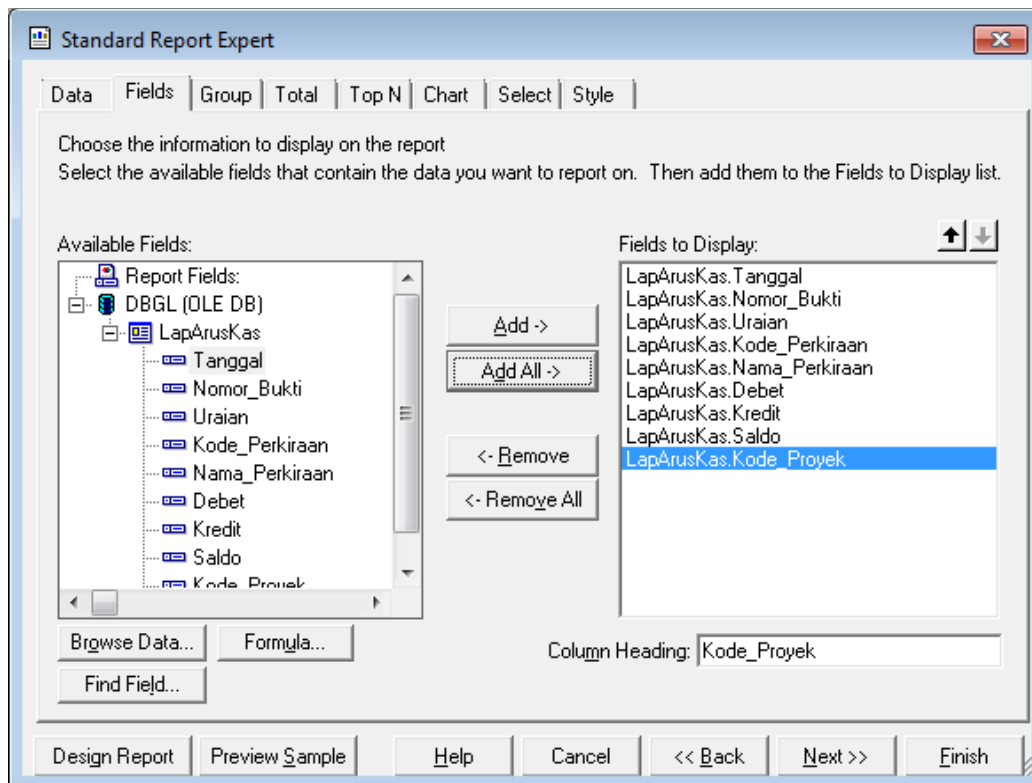 Standard Report Expert
Data Fields Group Total Top N Chart Select Style
Choose the information to display on the report
Select the available fields that contain the data you want to report on. Then add them to the Fields to Display list.
Available Fields:
Report Fields:
DBGL (OLE DB)
LapArusKas
Tanggal
Nomor_Bukti
Uraian
Kode_Perkiraan
Nama_Perkiraan
Debet
Kredit
Saldo
Kode_Proyek
Add ->
Add All ->
<- Remove
<- Remove All
Fields to Display:
LapArusKas.Tanggal
LapArusKas.Nomor_Bukti
LapArusKas.Uraian
LapArusKas.Kode_Perkiraan
LapArusKas.Nama_Perkiraan
LapArusKas.Debet
LapArusKas.Kredit
LapArusKas.Saldo
LapArusKas.Kode_Proyek
Browse Data... Formula...
Find Field...
Column Heading: Kode_Proyek
Design Report Preview Sample Help Cancel << Back Next >> Finish